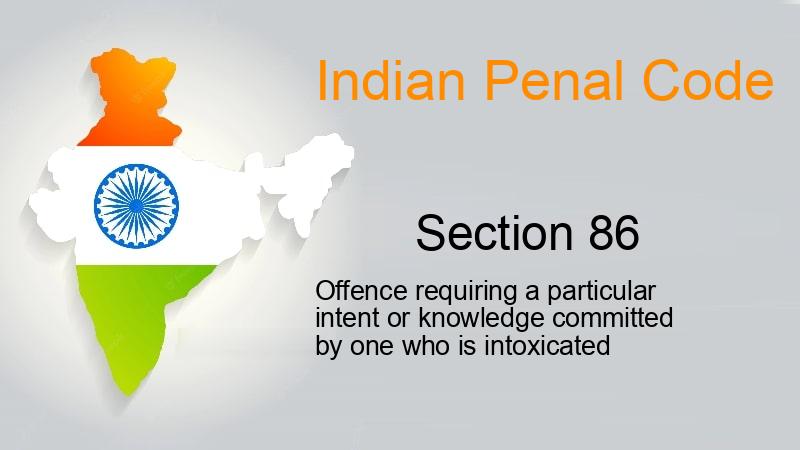 Indian Penal Code
Section 86
Offence requiring a particular
intent or knowledge committed
by one who is intoxicated